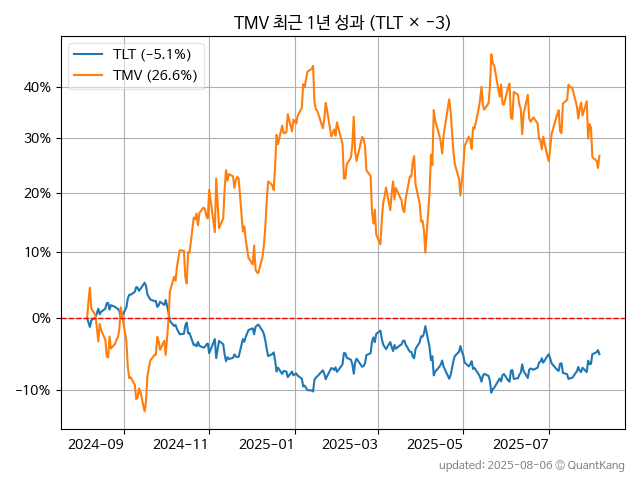 TMV 최근 1년 성과 (TLT × −3)
TLT (−5.1%)
TMV (26.6%)
40%
30%
20%
10%
0%
−10%
2024-09 2024-11 2025-01 2025-03 2025-05 2025-07
updated: 2025-08-06 © QuantKang